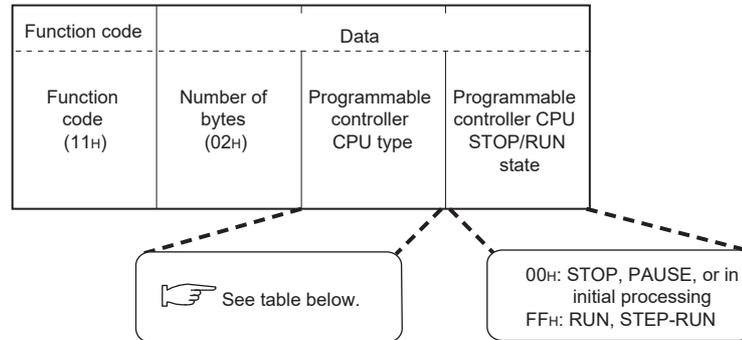 Function code
Data
Function
code
(11H)
Number of
bytes
(02H)
Programmable
controller
CPU type
Programmable
controller CPU
STOP/RUN
state
See table below.
00H: STOP, PAUSE, or in
initial processing
FFH: RUN, STEP-RUN